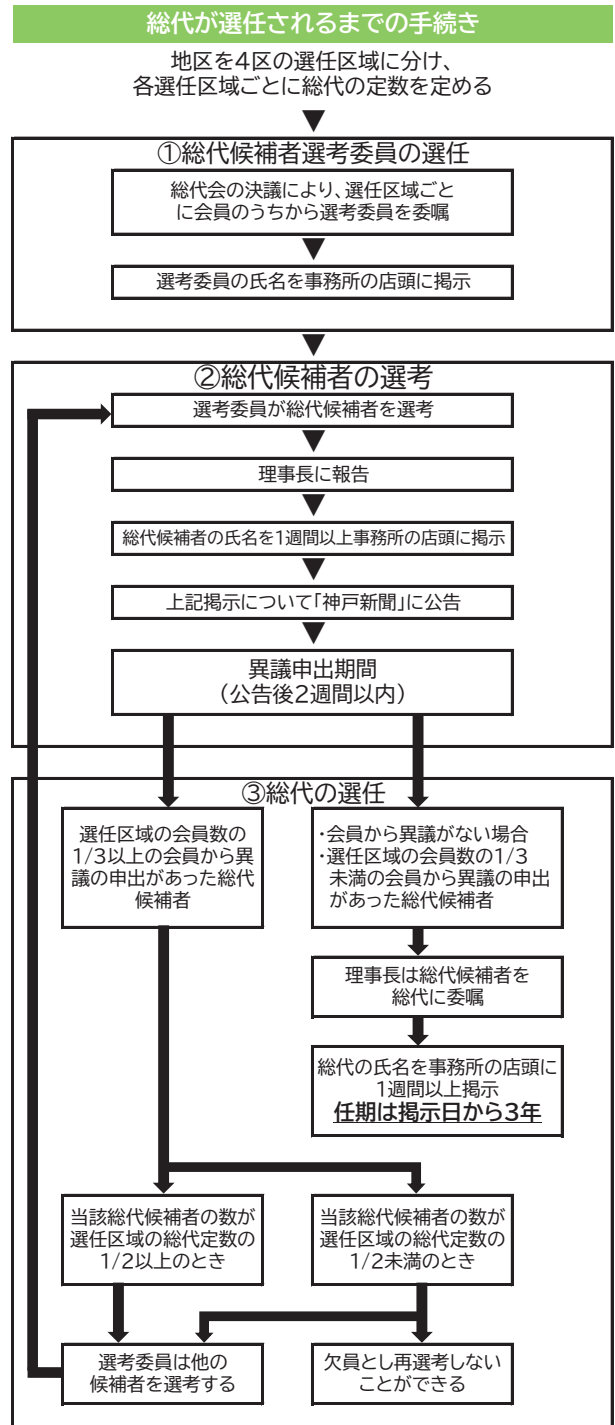 総代が選任されるまでの手続き
地区を4区の選任区域に分け、
各選任区域ごとに総代の定数を定める
▼
①総代候補者選考委員の選任
総代会の決議により、選任区域ごと
に会員のうちから選考委員を委嘱
▼
選考委員の氏名を事務所の店頭に掲示
▼
②総代候補者の選考
選考委員が総代候補者を選考
▼
理事長に報告
▼
総代候補者の氏名を1週間以上事務所の店頭に掲示
▼
上記掲示について「神戸新聞」に公告
▼
異議申出期間
(公告後2週間以内)
③総代の選任
選任区域の会員数の
1/3以上の会員から異
議の申出があった総代
候補者
・会員から異議がない場合
・選任区域の会員数の1/3
未満の会員から異議の申出
があった総代候補者
理事長は総代候補者を
総代に委嘱
総代の氏名を事務所の店頭に
1週間以上掲示
任期は掲示日から3年
当該総代候補者の数が
選任区域の総代定数の
1/2以上のとき
当該総代候補者の数が
選任区域の総代定数の
1/2未満のとき
選考委員は他の
候補者を選考する
欠員とし再選考しない
ことができる